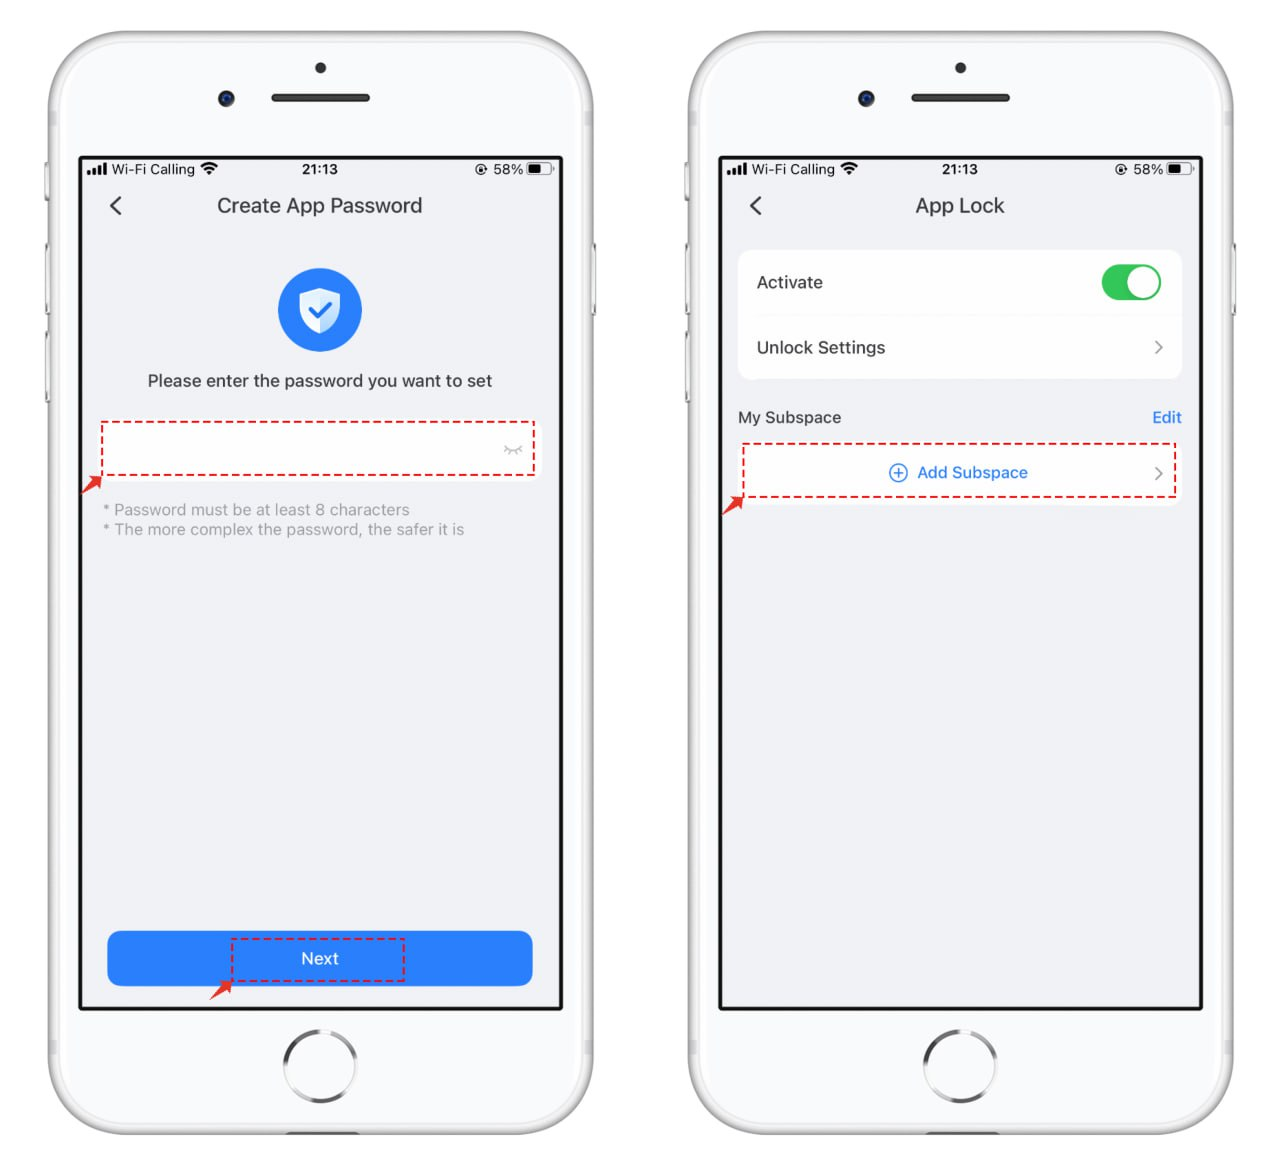 Wi-Fi Calling 21:13 58%
Create App Password
Please enter the password you want to set
* Password must be at least 8 characters
* The more complex the password, the safer it is
Next
Wi-Fi Calling 21:13 58%
App Lock
Activate
Unlock Settings
My Subspace Edit
Add Subspace